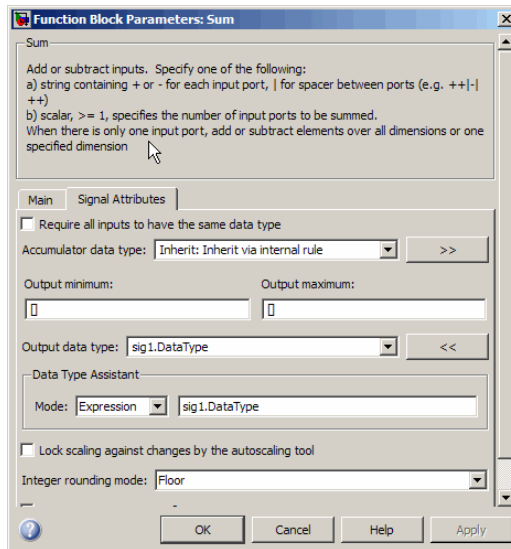 Function Block Parameters: Sum
Sum
Add or subtract inputs. Specify one of the following:
a) string containing + or - for each input port, | for spacer between ports (e.g. ++|-|
++)
b) scalar, >= 1, specifies the number of input ports to be summed.
When there is only one input port, add or subtract elements over all dimensions or one
specified dimension
Main Signal Attributes
Require all inputs to have the same data type
Accumulator data type: Inherit: Inherit via internal rule >>
Output minimum: Output maximum:
[] []
Output data type: sig1.DataType <<
Data Type Assistant
Mode: Expression sig1.DataType
Lock scaling against changes by the autoscaling tool
Integer rounding mode: Floor
OK Cancel Help Apply